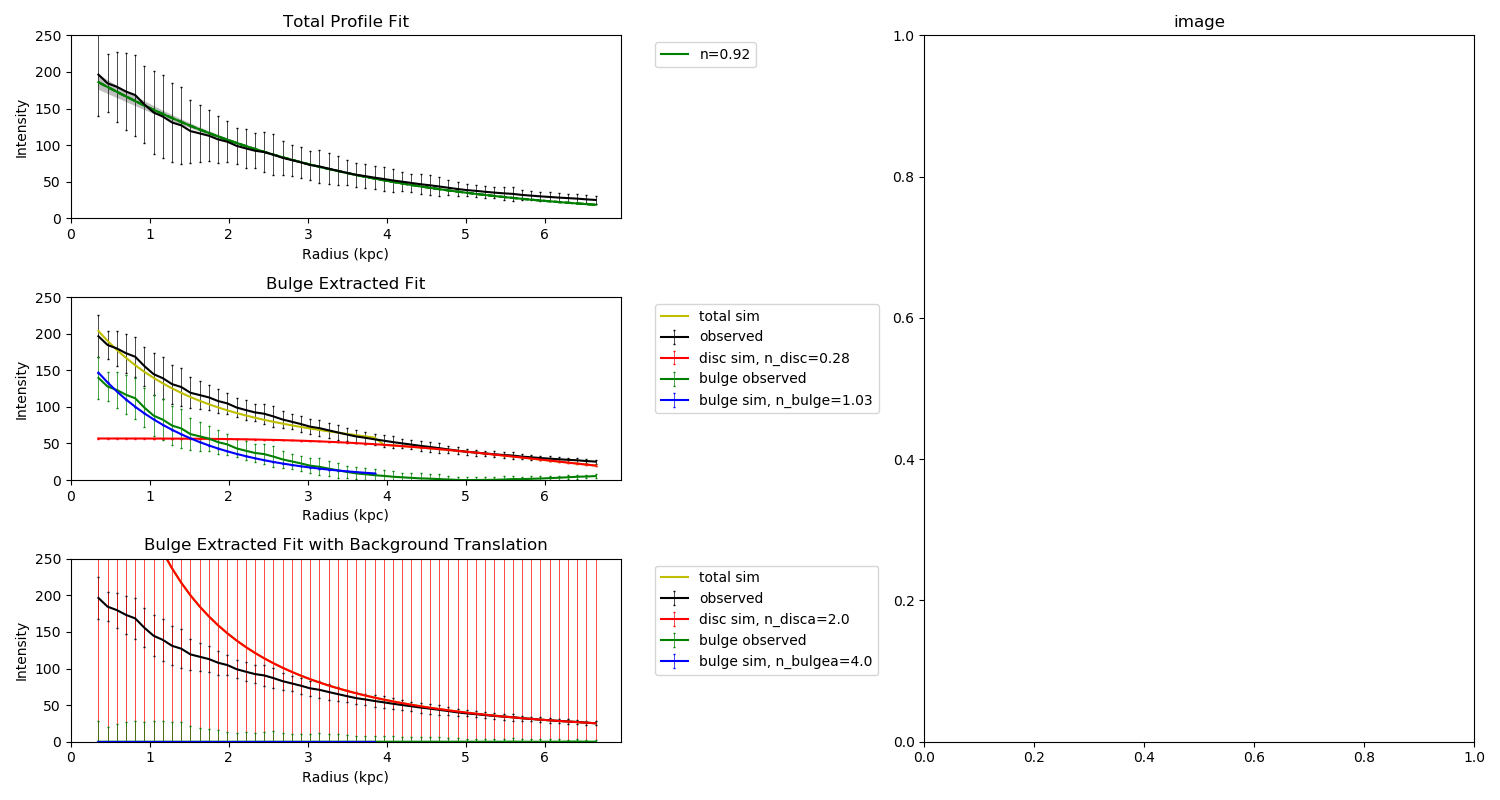 Total Profile Fit
250
200
150
100
50
0
Intensity
0 1 2 3 4 5 6
Radius (kpc)
n=0.92
Bulge Extracted Fit
250
200
150
100
50
0
Intensity
0 1 2 3 4 5 6
Radius (kpc)
total sim
observed
disc sim, n_disc=0.28
bulge observed
bulge sim, n_bulge=1.03
Bulge Extracted Fit with Background Translation
250
200
150
100
50
0
Intensity
0 1 2 3 4 5 6
Radius (kpc)
total sim
observed
disc sim, n_disca=2.0
bulge observed
bulge sim, n_bulgea=4.0
image
1.0
0.8
0.6
0.4
0.2
0.0
0.0 0.2 0.4 0.6 0.8 1.0